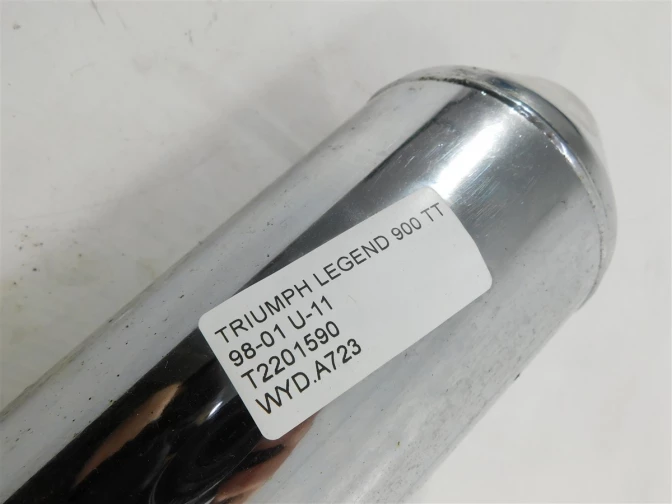 TRIUMPH LEGEND 900 TT
98-01 U-11
T2201590
WYD.A723